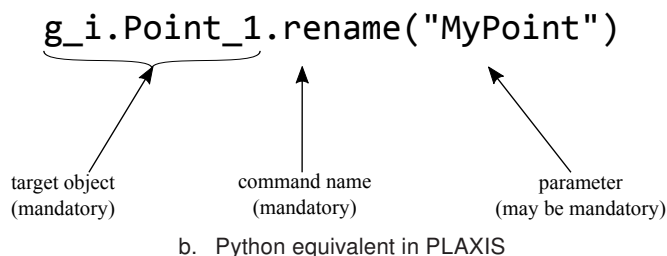 g_i.Point_1.rename("MyPoint")
target object
(mandatory)
command name
(mandatory)
parameter
(may be mandatory)
b. Python equivalent in PLAXIS